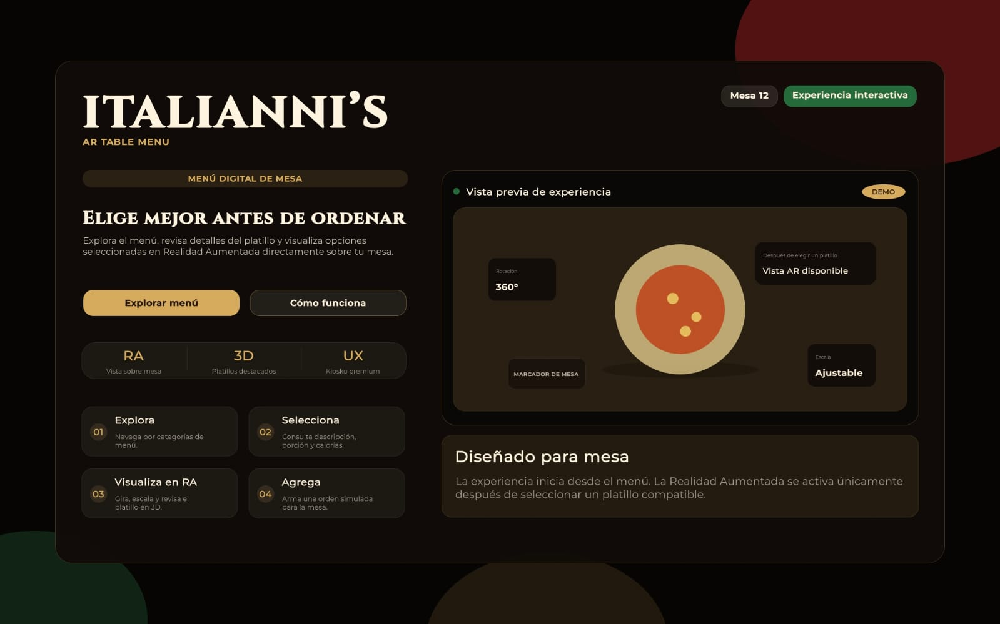 ITALIANNI’S
AR TABLE MENU
Mesa 12
Experiencia interactiva
MENÚ DIGITAL DE MESA
ELIGE MEJOR ANTES DE ORDENAR
Explora el menú, revisa detalles del platillo y visualiza opciones
seleccionadas en Realidad Aumentada directamente sobre tu mesa.
Explorar menú
Cómo funciona
RA
Vista sobre mesa
3D
Platillos destacados
UX
Kiosko premium
01
Explora
Navega por categorías del
menú.
02
Selecciona
Consulta descripción,
porción y calorías.
03
Visualiza en RA
Gira, escala y revisa el
platillo en 3D.
04
Agrega
Arma una orden simulada
para la mesa.
Vista previa de experiencia
DEMO
Rotación
360°
Después de elegir un platillo
Vista AR disponible
MARCADOR DE MESA
Escala
Ajustable
Diseñado para mesa
La experiencia inicia desde el menú. La Realidad Aumentada se activa únicamente
después de seleccionar un platillo compatible.